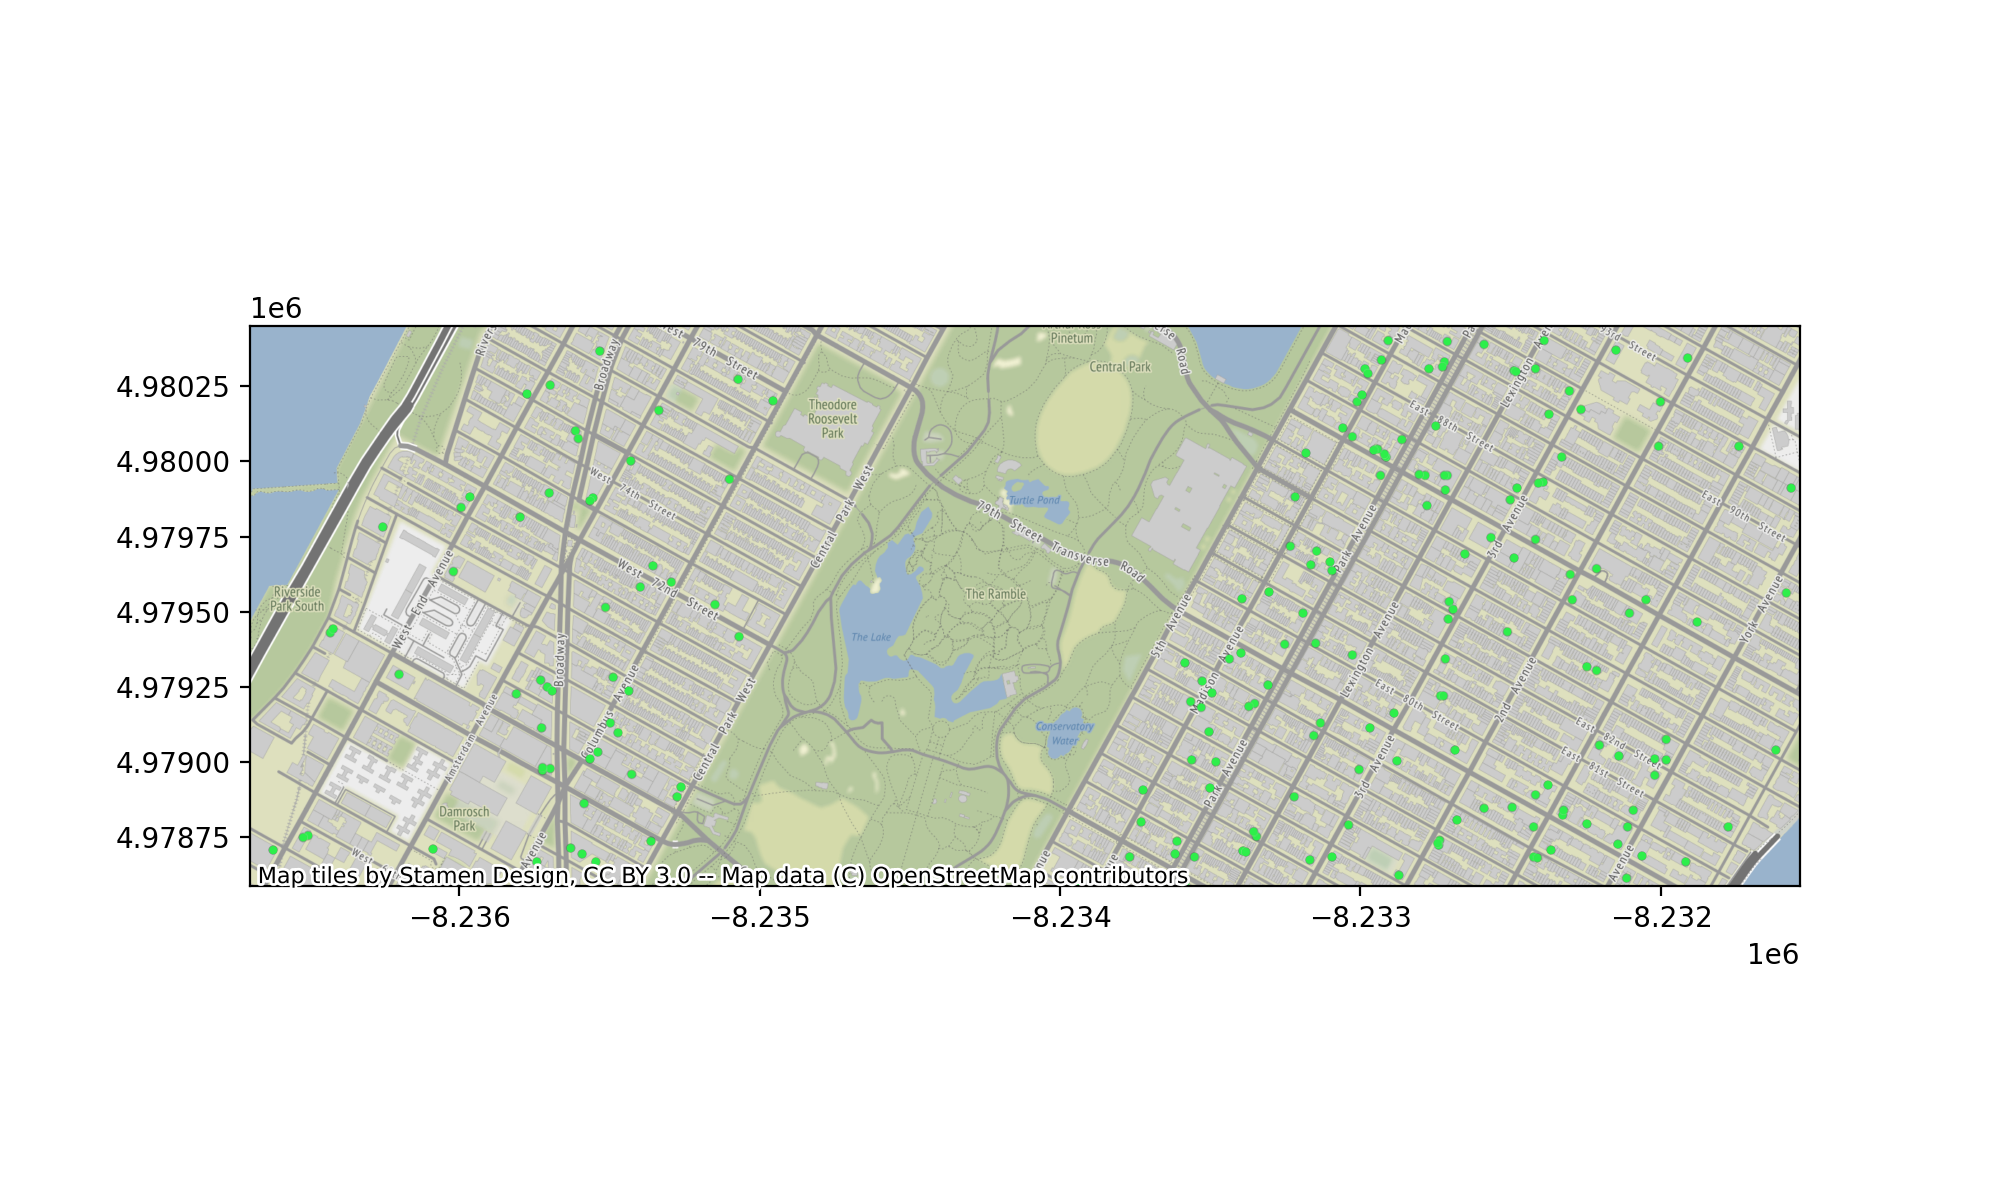 1e6
4.98025
4.98000
4.97975
4.97950
4.97925
4.97900
4.97875
79th Street
Broadway
Theodore
Roosevelt
Park
Central Park West
West 74th Street
West 72nd Street
West End Avenue
Riverside
Park South
Broadway
Columbus Avenue
Central Park West
Amsterdam Avenue
Damrosch
Park
Avenue
Pinetum
Central Park
Road
Turtle Pond
79th Street Transverse Road
The Ramble
The Lake
Conservatory
Water
5th Avenue
Madison Avenue
Park Avenue
Park Avenue
Lexington Avenue
Lexington
3rd Avenue
3rd Avenue
2nd Avenue
York Avenue
Avenue
93rd Street
East 88th Street
East 90th Street
East 80th Street
East 82nd Street
East 81st Street
Map tiles by Stamen Design, CC BY 3.0 -- Map data (C) OpenStreetMap contributors
−8.236
−8.235
−8.234
−8.233
−8.232
1e6